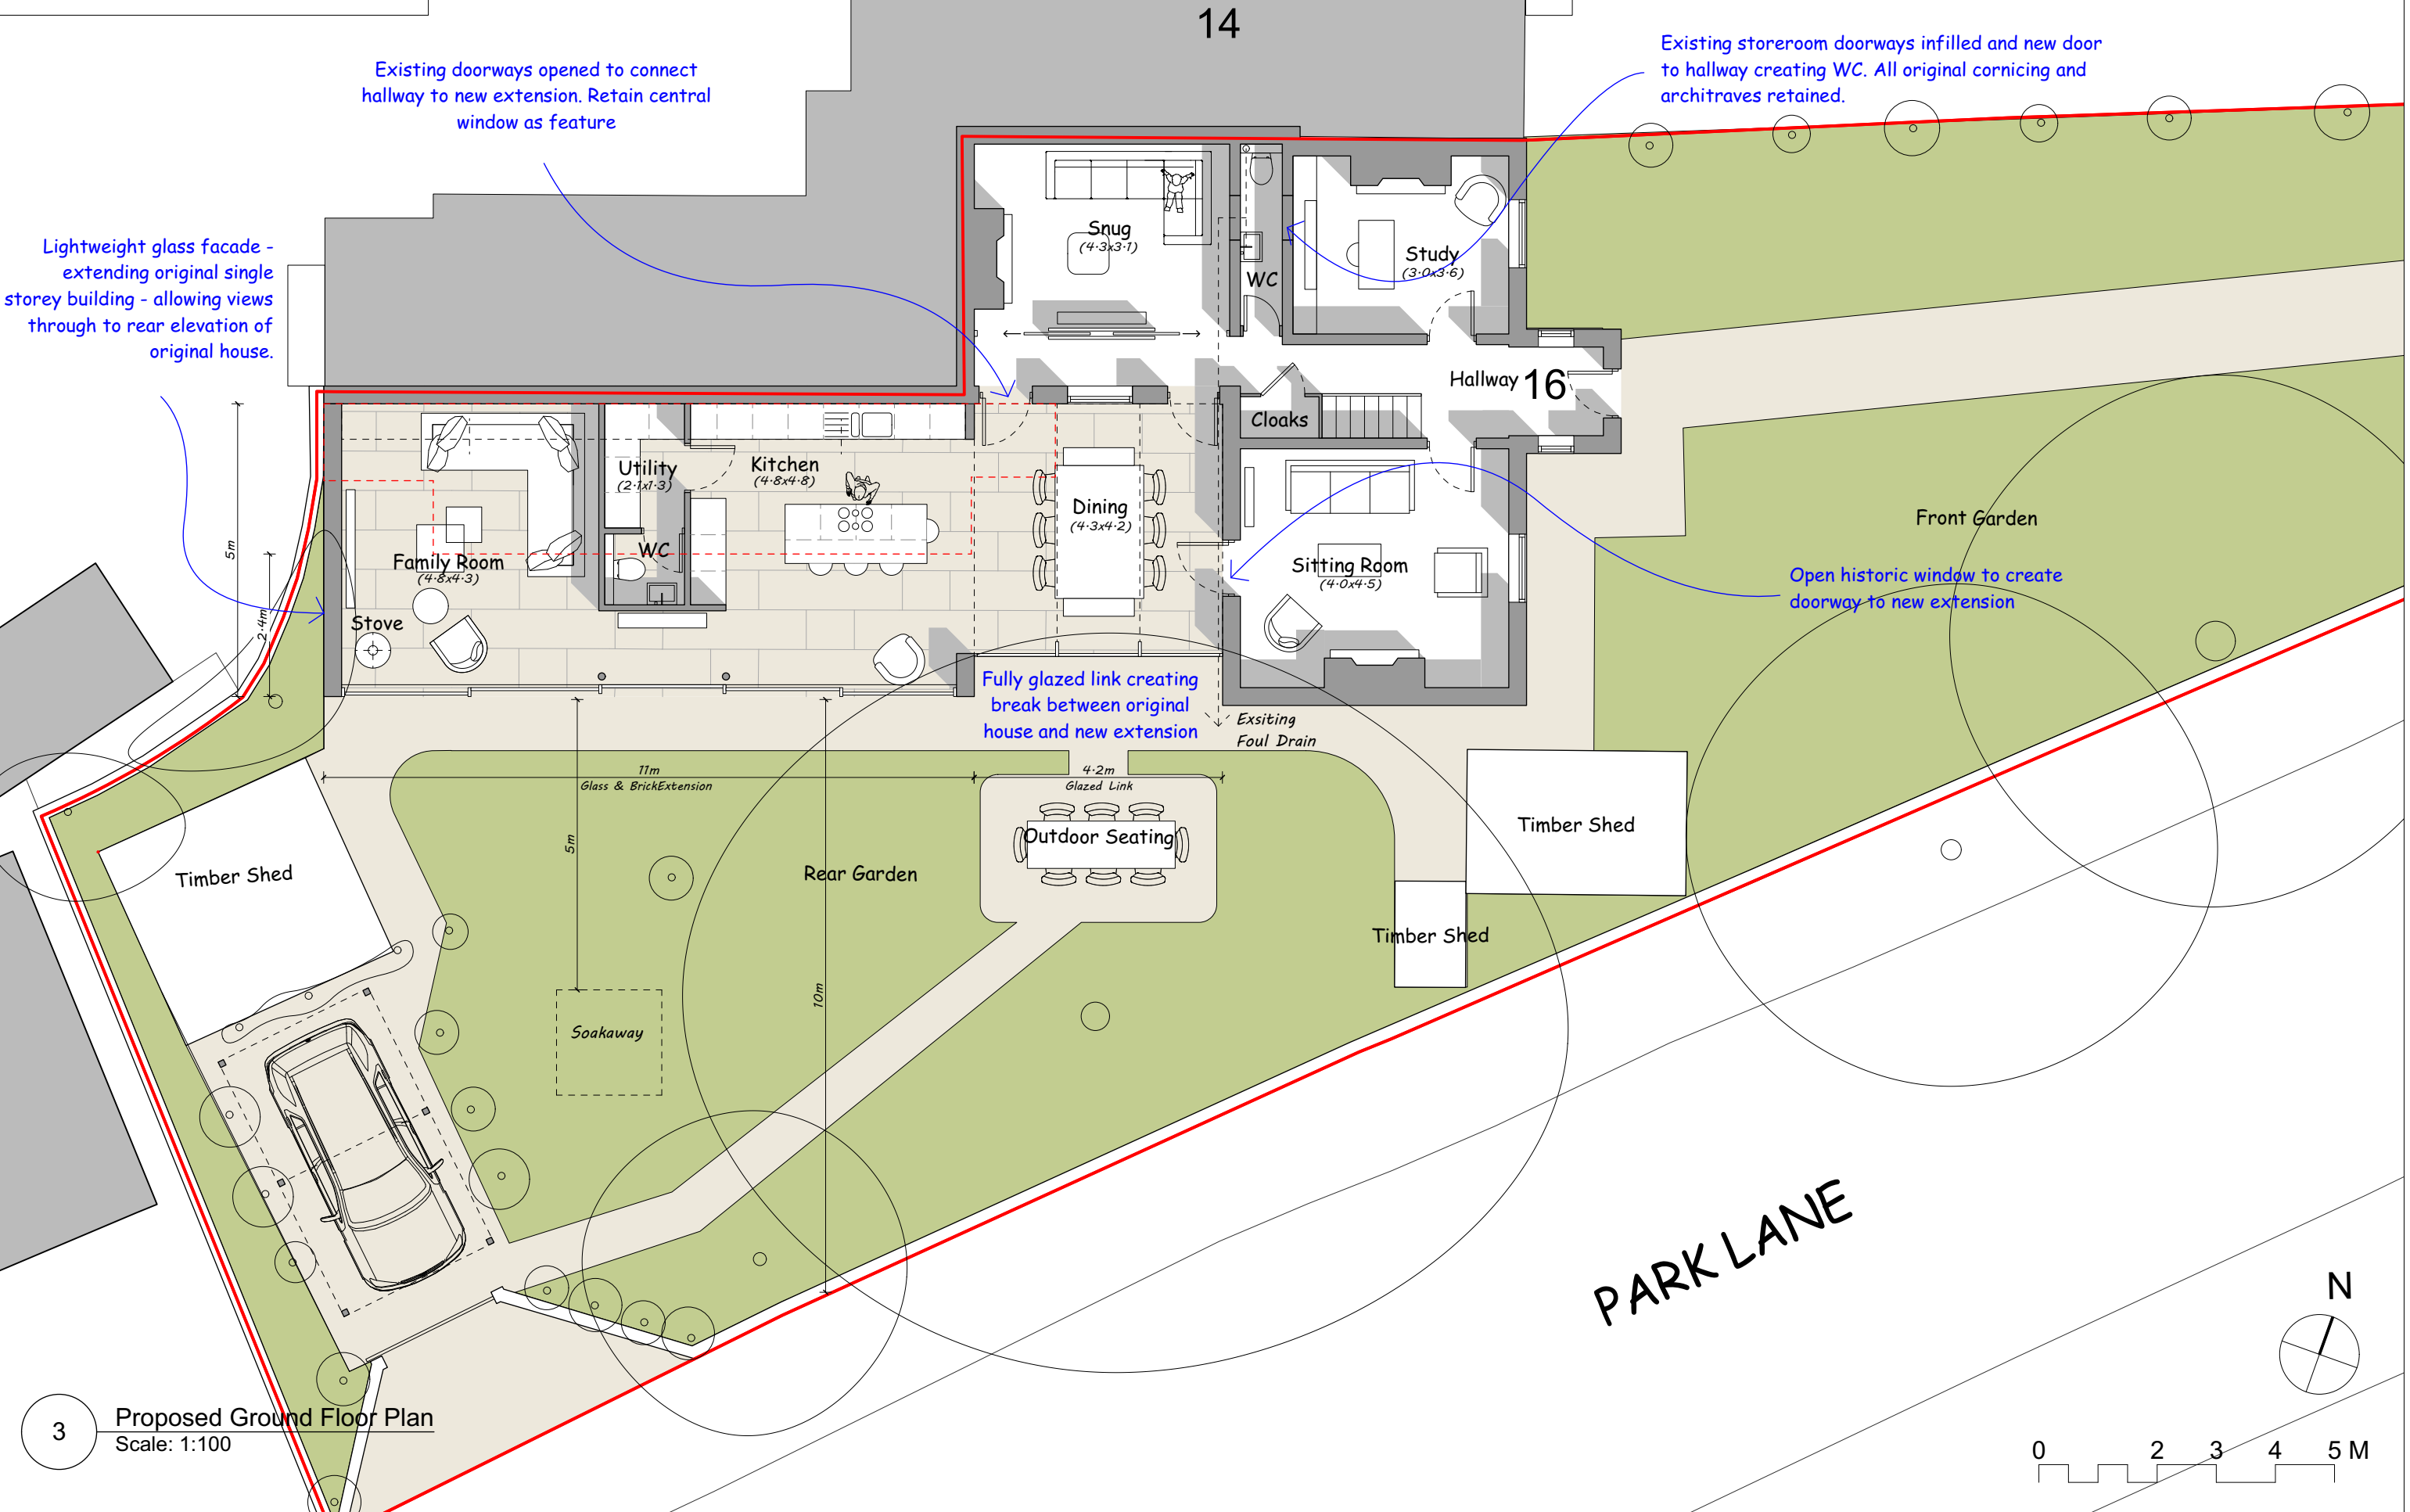 14
Existing doorways opened to connect
hallway to new extension. Retain central
window as feature
Existing storeroom doorways infilled and new door
to hallway creating WC. All original cornicing and
architraves retained.
Lightweight glass facade -
extending original single
storey building - allowing views
through to rear elevation of
original house.
Snug
(4·3x3·1)
WC
Study
(3·0x3·6)
Hallway
16
Cloaks
Utility
(2·1x1·3)
Kitchen
(4·8x4·8)
Dining
(4·3x4·2)
WC
Family Room
(4·8x4·3)
Stove
Sitting Room
(4·0x4·5)
Front Garden
Open historic window to create
doorway to new extension
5m
2·4m
Fully glazed link creating
break between original
house and new extension
Exsiting
Foul Drain
11m
Glass & BrickExtension
4·2m
Glazed Link
5m
10m
Outdoor Seating
Rear Garden
Timber Shed
Timber Shed
Timber Shed
Soakaway
PARK LANE
N
3
Proposed Ground Floor Plan
Scale: 1:100
0 2 3 4 5 M